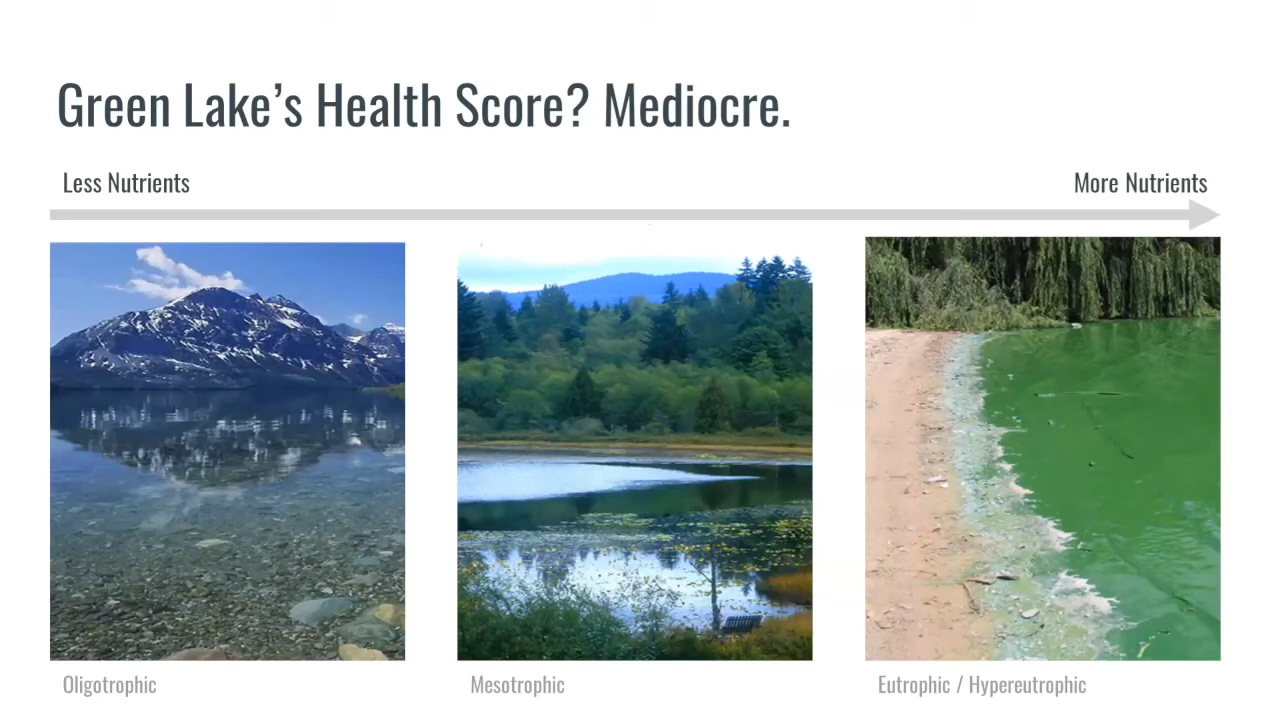 Green Lake’s Health Score? Mediocre.
Less Nutrients
More Nutrients
Oligotrophic
Mesotrophic
Eutrophic / Hypereutrophic